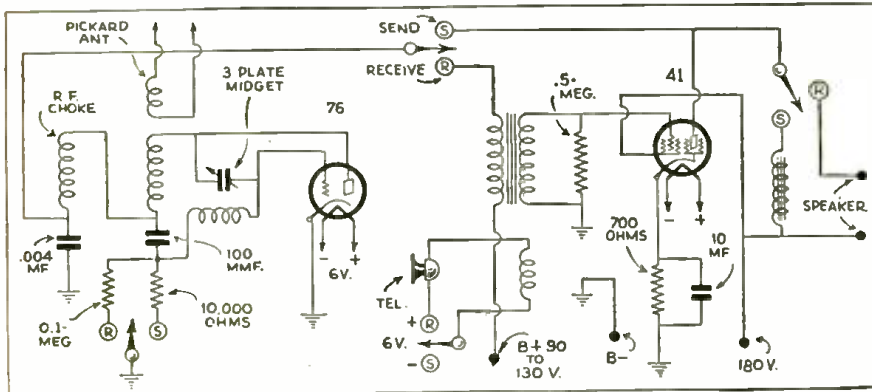 PICKARD
ANT
SEND
S
RECEIVE
R
3 PLATE
MIDGET
R.F.
CHOKE
76
.5-
MEG.
41
R
S
SPEAKER
.004
MF
100
MMF.
- +
6V.
- +
700
OHMS
10
MF
TEL.
0.1-
MEG
10,000
OHMS
R
S
+
R
6V.
-
S
B+90
TO
130 V.
B-
180V.